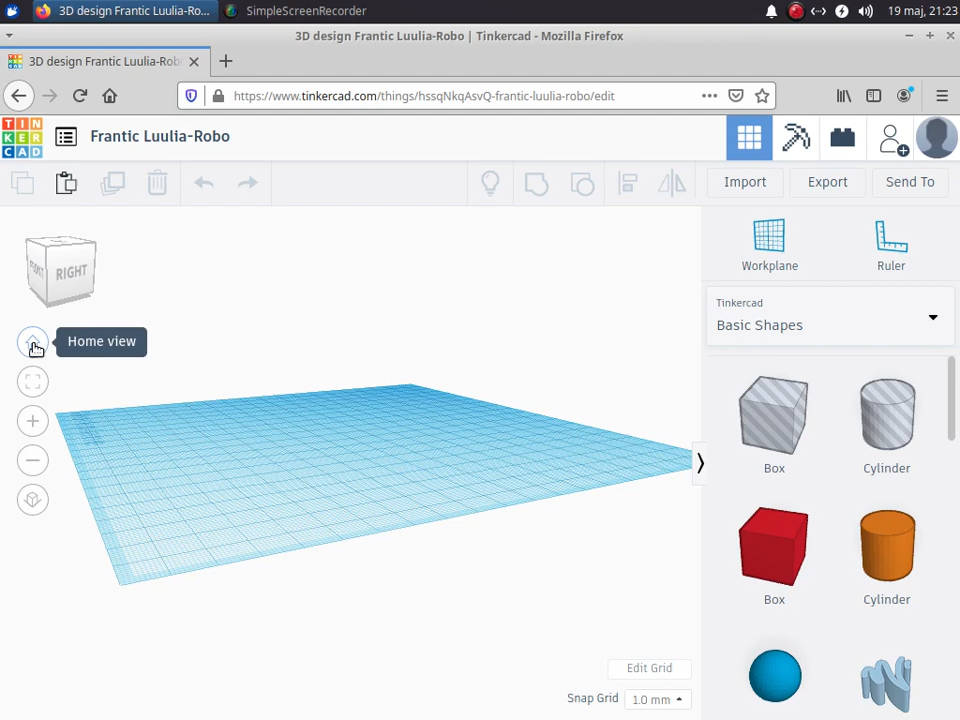 3D design Frantic Luulia-Ro...
SimpleScreenRecorder
19 maj, 21:23
3D design Frantic Luulia-Robo | Tinkercad - Mozilla Firefox
3D design Frantic Luulia-Rob
https://www.tinkercad.com/things/hssqNkqAsvQ-frantic-luulia-robo/edit
TIN
KER
CAD
Frantic Luulia-Robo
Import
Export
Send To
FRONT
RIGHT
Workplane
Ruler
Home view
Tinkercad
Basic Shapes
Box
Cylinder
Box
Cylinder
Edit Grid
Snap Grid
1.0 mm